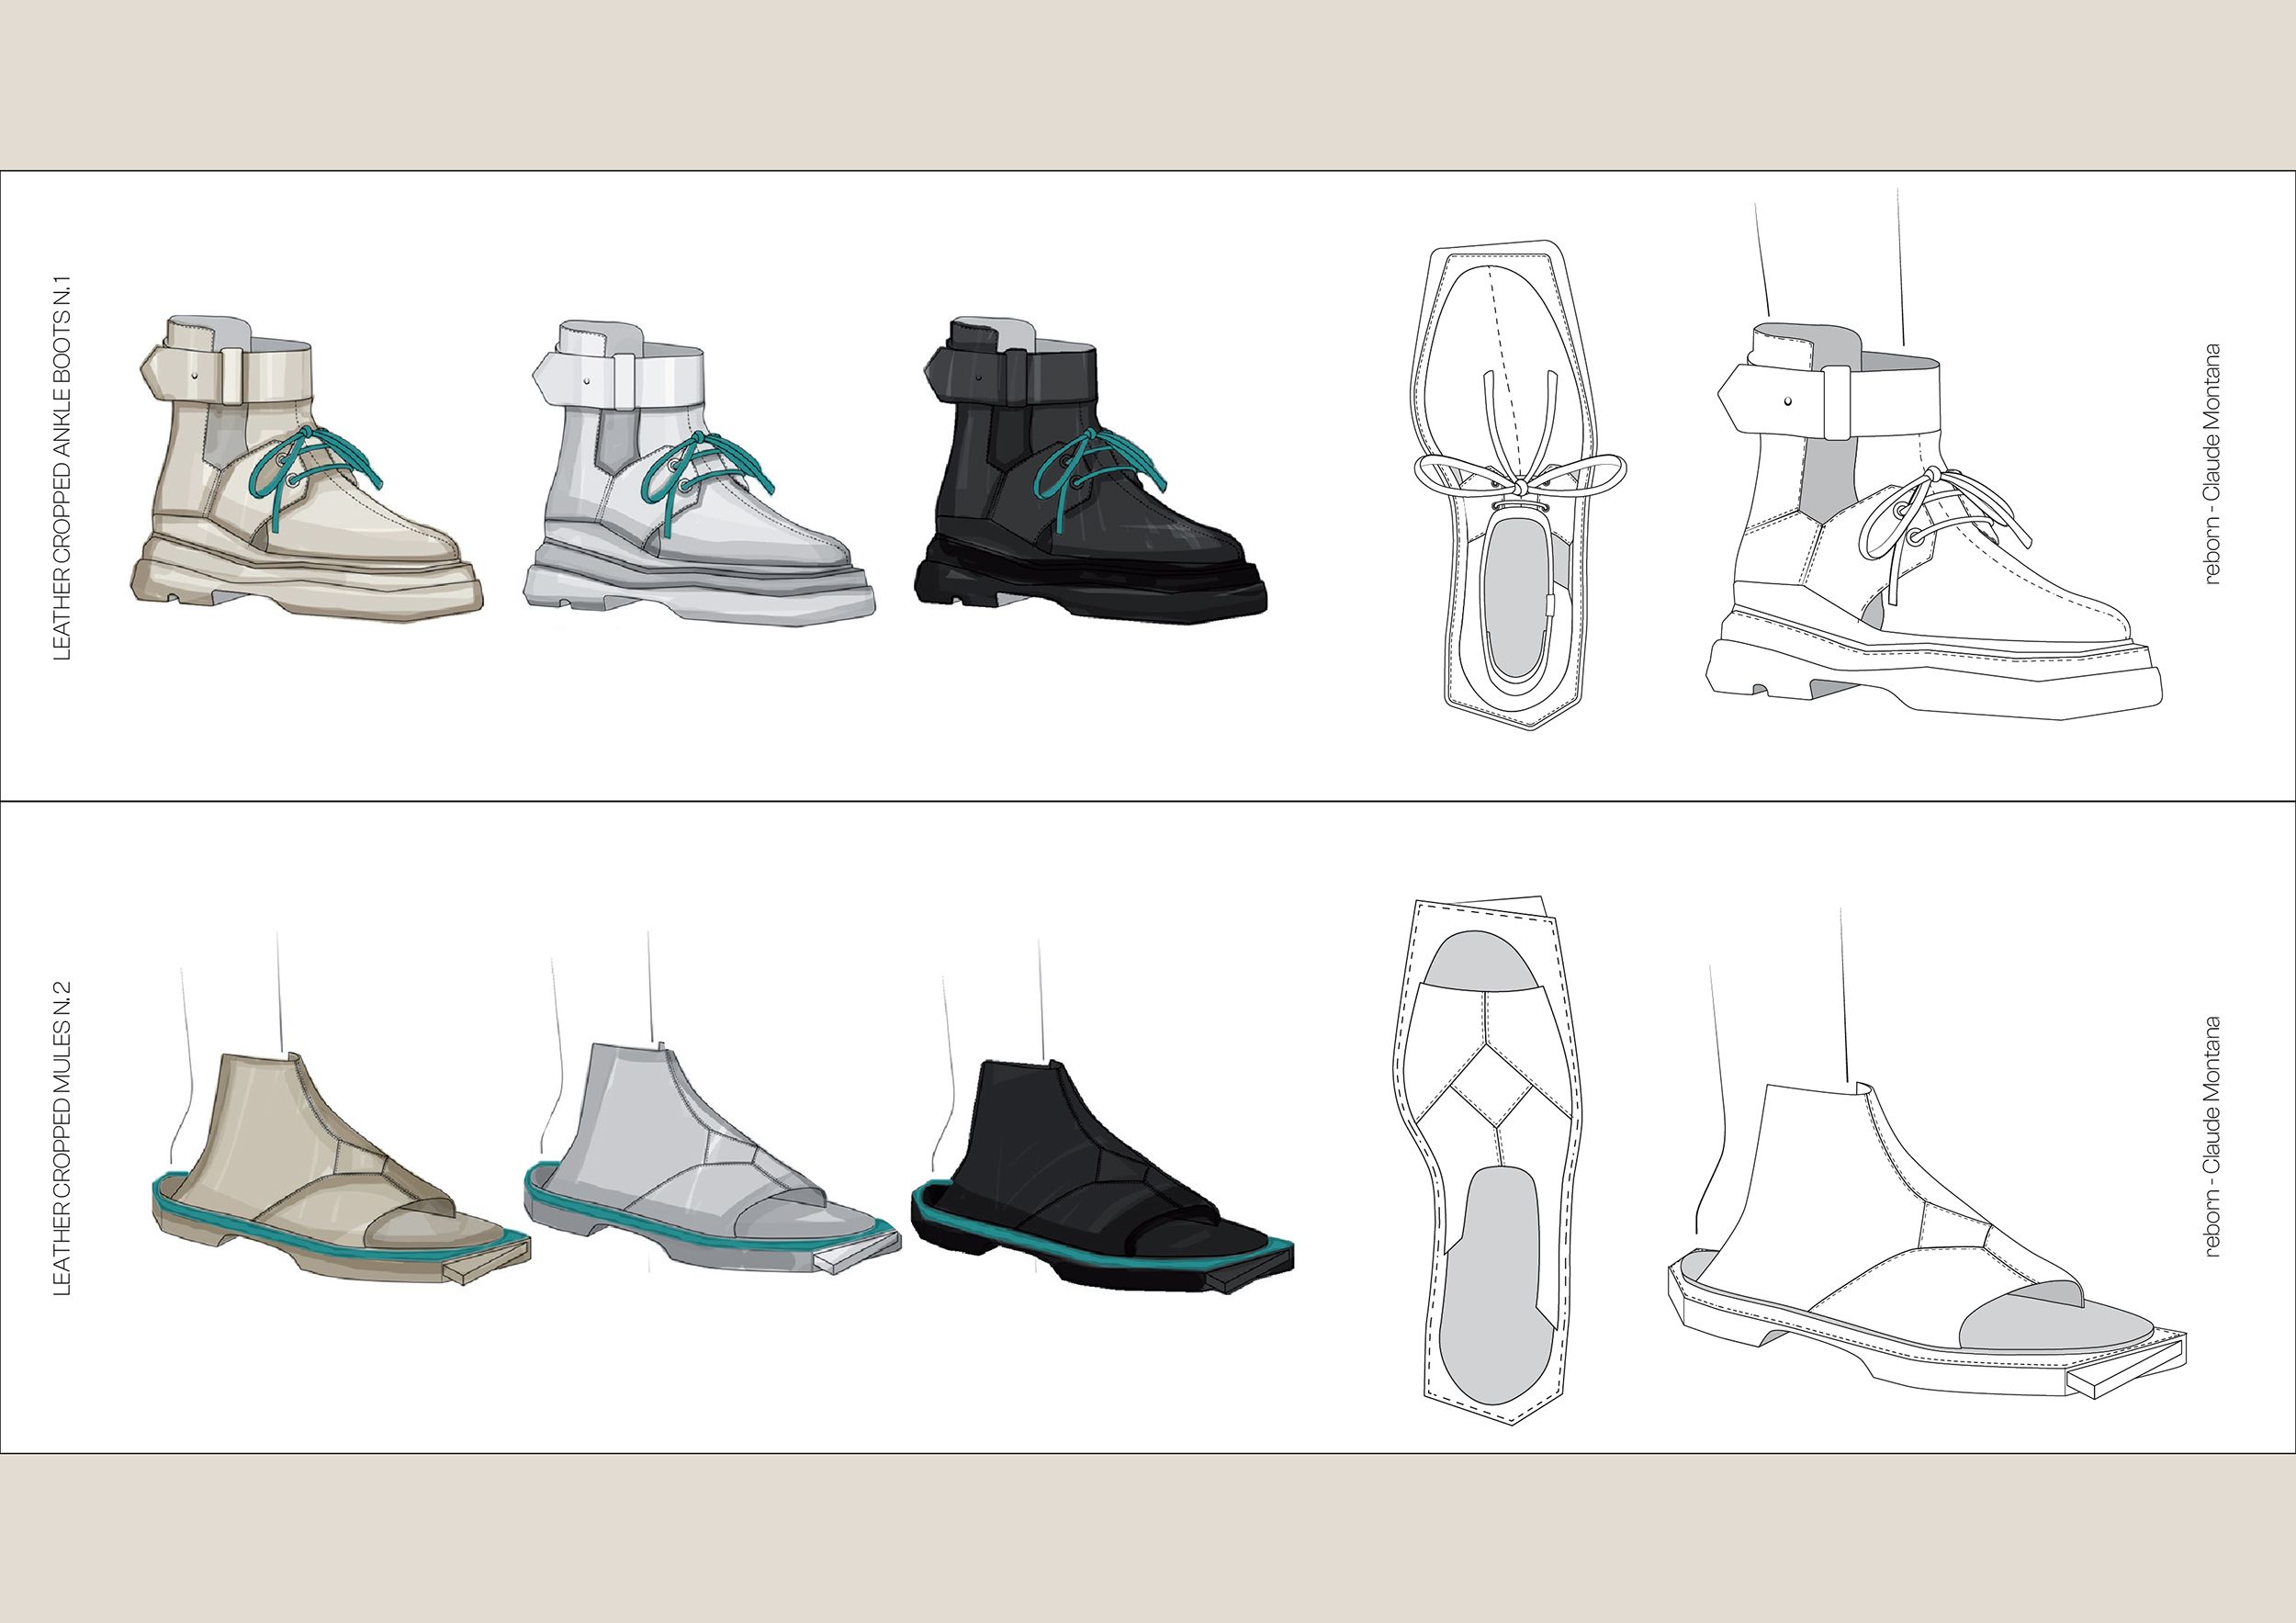 LEATHER CROPPED ANKLE BOOTS N.1
reborn - Claude Montana
LEATHER CROPPED MULES N.2
reborn - Claude Montana